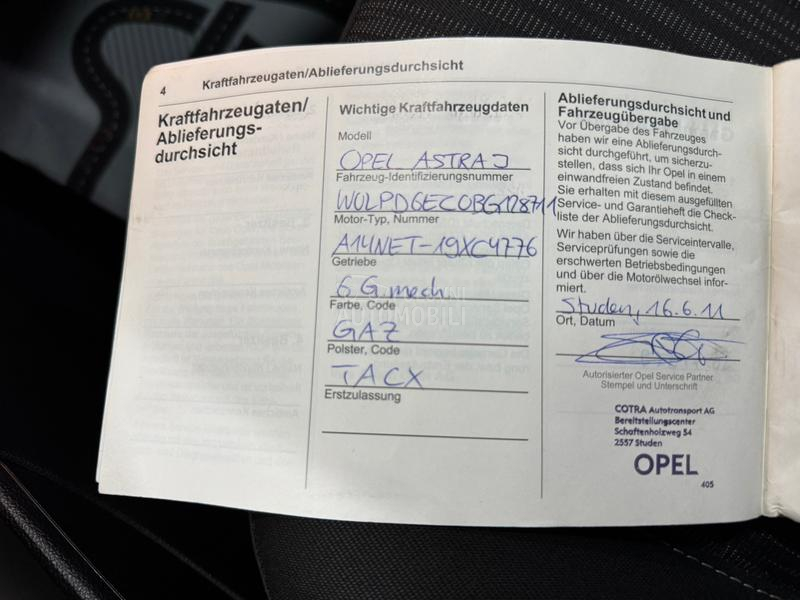 4
Kraftfahrzeugaten/Ablieferungsdurchsicht
Kraftfahrzeugaten/
Ablieferungs-
durchsicht
Wichtige Kraftfahrzeugdaten
Modell
OPEL ASTRA J
Fahrzeug-Identifizierungsnummer
W0LPD6EC0BG128711
Motor-Typ, Nummer
A14NET-19XC4776
Getriebe
6 G.mech.
Farbe, Code
GAZ
Polster, Code
TACX
Erstzulassung
AUTOMOBILI
Ablieferungsdurchsicht und
Fahrzeugübergabe
Vor Übergabe des Fahrzeuges
haben wir eine Ablieferungsdurch-
sicht durchgeführt, um sicherzu-
stellen, dass sich Ihr Opel in einem
einwandfreien Zustand befindet.
Sie erhalten mit diesem ausgefüllten
Service- und Garantieheft die Check-
liste der Ablieferungsdurchsicht.
Wir haben über die Serviceintervalle,
Serviceprüfungen sowie die
erschwerten Betriebsbedingungen
und über die Motorölwechsel infor-
miert.
Studen, 16.6.11
Ort, Datum
Autorisierter Opel Service Partner
Stempel und Unterschrift
COTRA Autotransport AG
Bereitstellungscenter
Schaftenholzweg 54
2557 Studen
OPEL
405